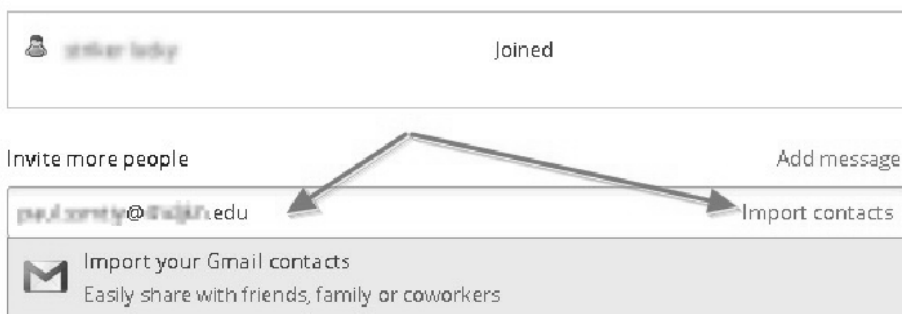 Joined
Invite more people
Add message
@ .edu
Import contacts
Import your Gmail contacts
Easily share with friends, family or coworkers